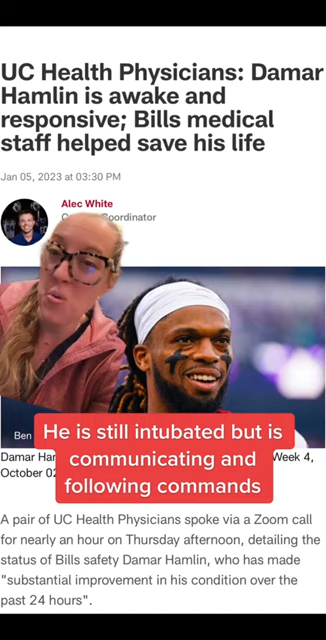 UC Health Physicians: Damar
Hamlin is awake and
responsive; Bills medical
staff helped save his life
Jan 05, 2023 at 03:30 PM
Alec White
Coordinator
Ben
He is still intubated but is
communicating and
following commands
Damar Week 4,
October
A pair of UC Health Physicians spoke via a Zoom call
for nearly an hour on Thursday afternoon, detailing the
status of Bills safety Damar Hamlin, who has made
"substantial improvement in his condition over the
past 24 hours".